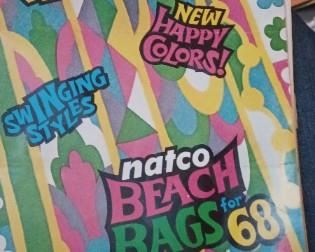 NEW
HAPPY
COLORS!
SWINGING
STYLES
natco
BEACH
BAGS for 68